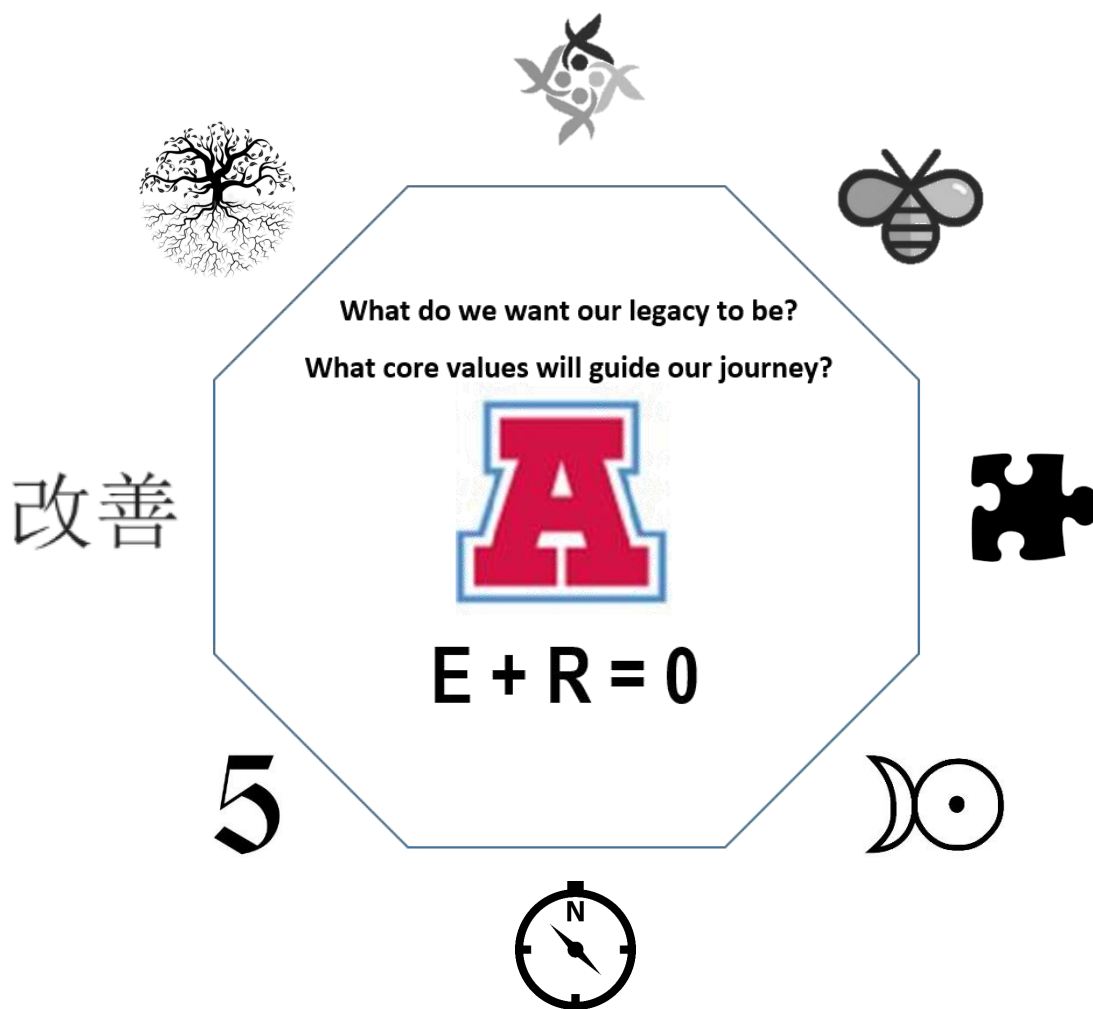 What do we want our legacy to be?
What core values will guide our journey?
改善
A
E + R = 0
5
N